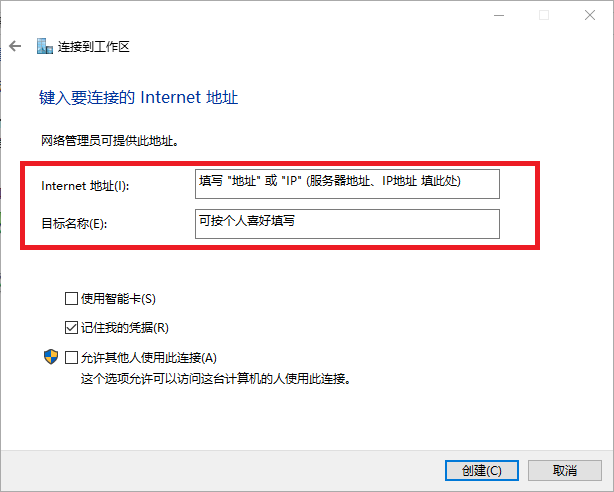 连接到工作区
键入要连接的 Internet 地址
网络管理员可提供此地址。
Internet 地址(I):
填写 "地址" 或 "IP" (服务器地址、IP地址 填此处)
目标名称(E):
可按个人喜好填写
使用智能卡(S)
记住我的凭据(R)
允许其他人使用此连接(A)
这个选项允许可以访问这台计算机的人使用此连接。
创建(C)
取消